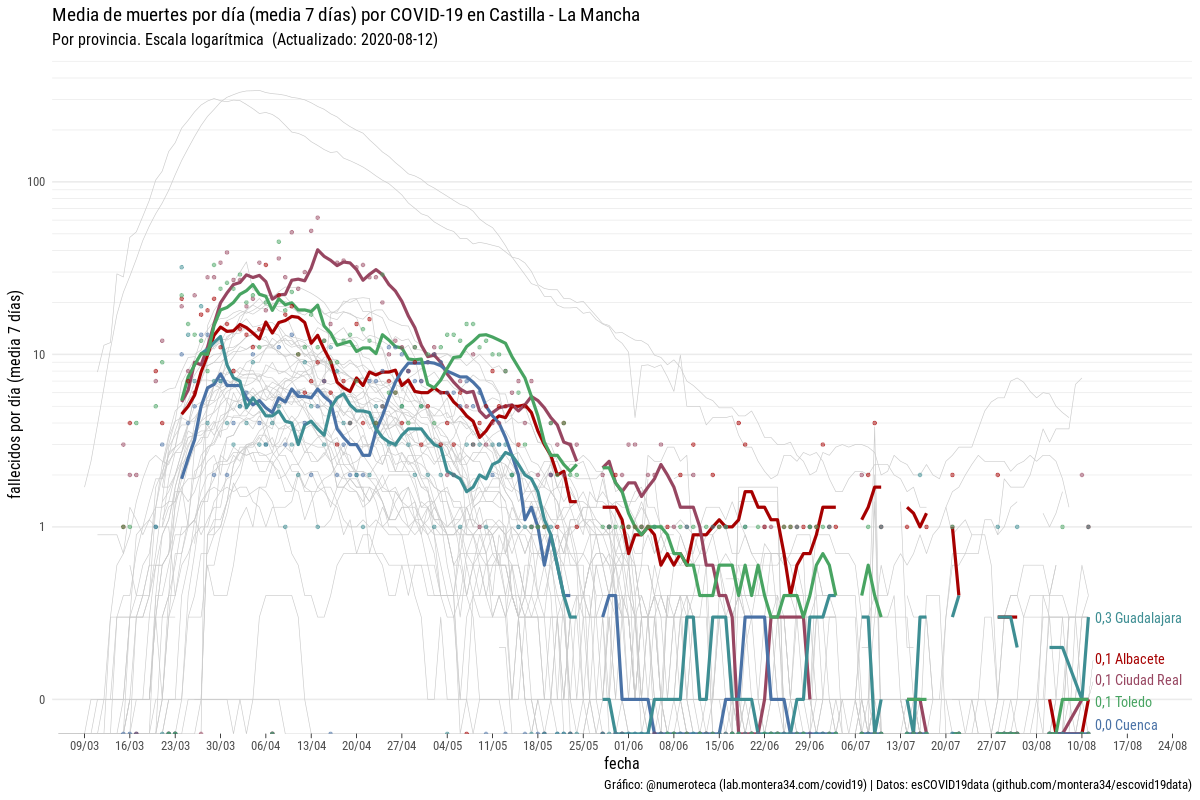 Media de muertes por día (media 7 días) por COVID-19 en Castilla - La Mancha
Por provincia. Escala logarítmica  (Actualizado: 2020-08-12)
fallecidos por día (media 7 días)
100
10
1
0
0,3 Guadalajara
0,1 Albacete
0,1 Ciudad Real
0,1 Toledo
0,0 Cuenca
09/03 16/03 23/03 30/03 06/04 13/04 20/04 27/04 04/05 11/05 18/05 25/05 01/06 08/06 15/06 22/06 29/06 06/07 13/07 20/07 27/07 03/08 10/08 17/08 24/08
fecha
Gráfico: @numeroteca (lab.montera34.com/covid19) | Datos: esCOVID19data (github.com/montera34/escovid19data)